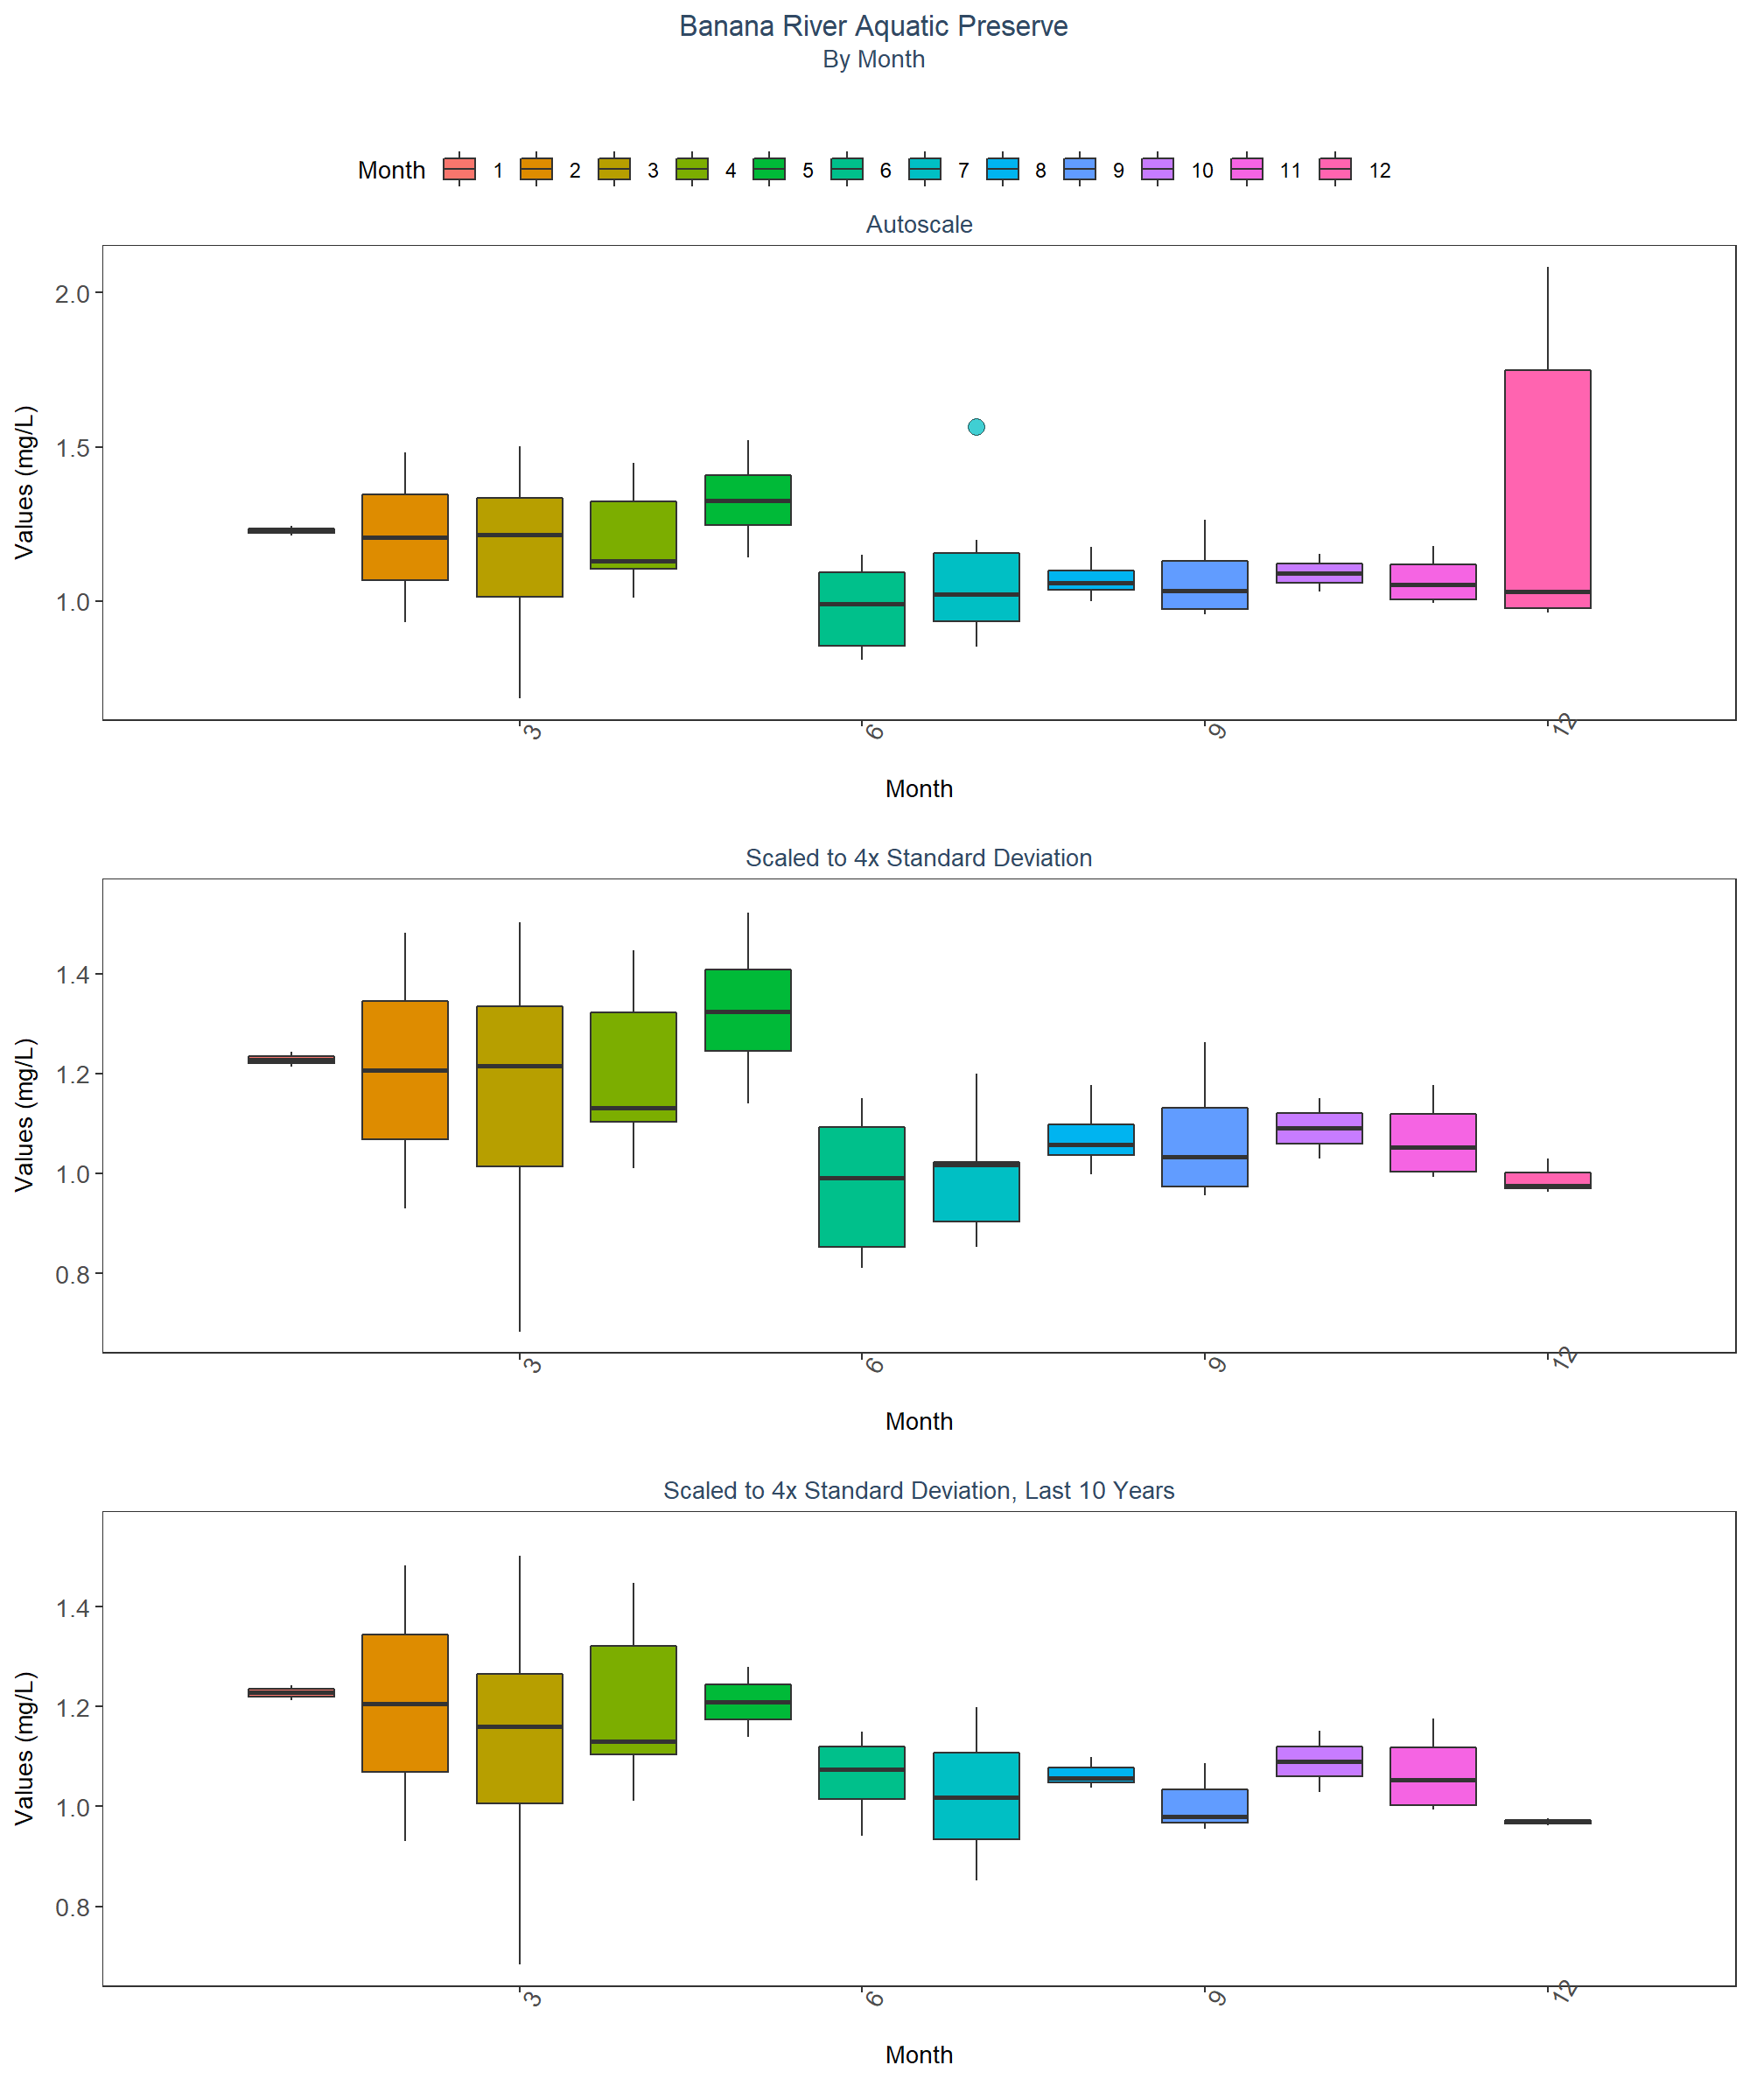 Banana River Aquatic Preserve
By Month
Month 1 2 3 4 5 6 7 8 9 10 11 12
Autoscale
Values (mg/L)
2.0
1.5
1.0
3 6 9 12
Month
Scaled to 4x Standard Deviation
Values (mg/L)
1.4
1.2
1.0
0.8
3 6 9 12
Month
Scaled to 4x Standard Deviation, Last 10 Years
Values (mg/L)
1.4
1.2
1.0
0.8
3 6 9 12
Month